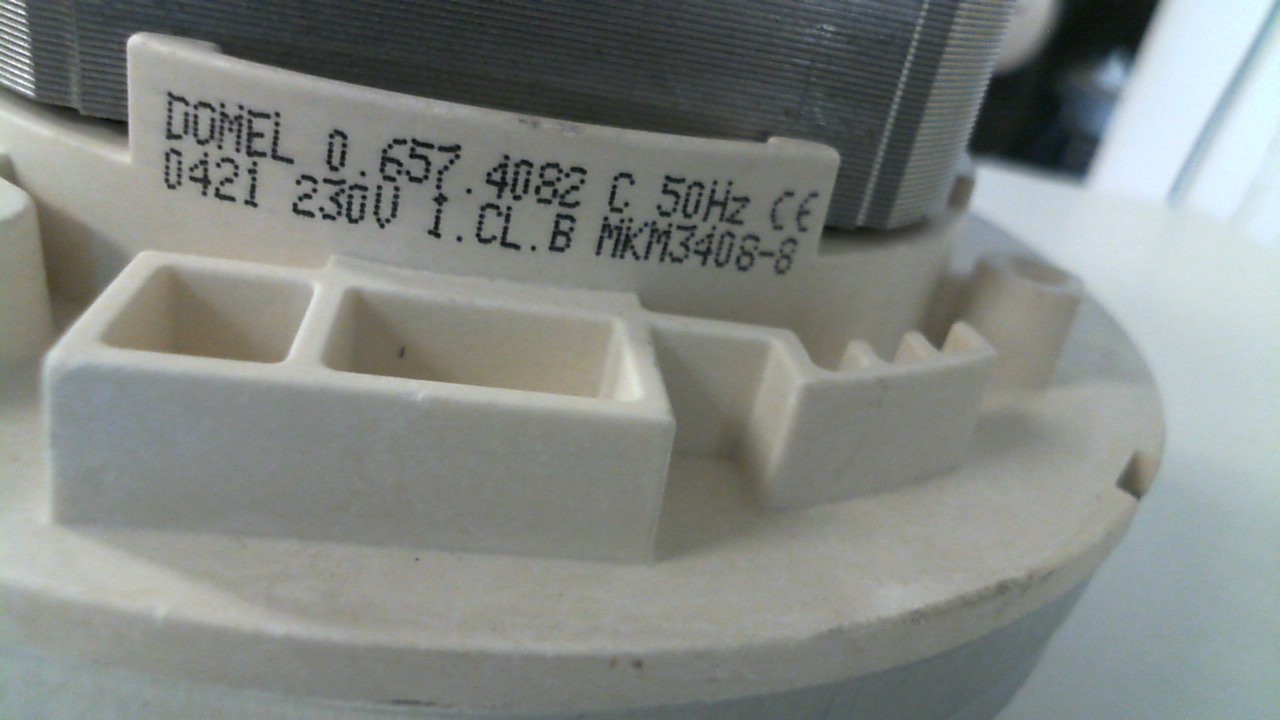 DOMEL 0.657.4082 C 50Hz CE
0421 230V I.CL.B MKM3408-8